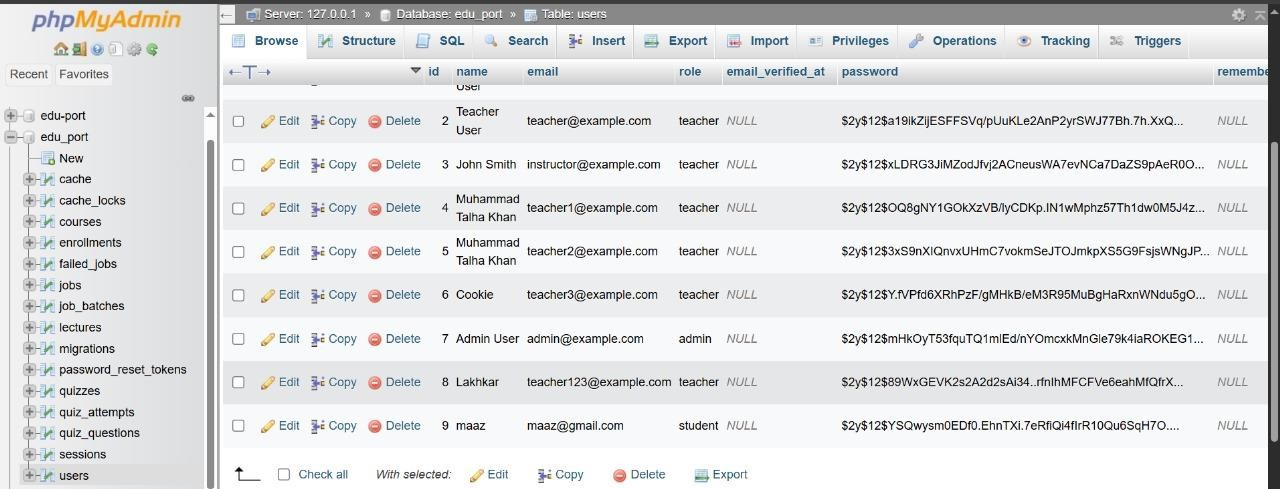 phpMyAdmin
Recent Favorites
edu-port
edu_port
New
cache
cache_locks
courses
enrollments
failed_jobs
jobs
job_batches
lectures
migrations
password_reset_tokens
quizzes
quiz_attempts
quiz_questions
sessions
users
Server: 127.0.0.1 » Database: edu_port » Table: users
Browse Structure SQL Search Insert Export Import Privileges Operations Tracking Triggers
id name email role email_verified_at password rememb
User
Edit Copy Delete 2 Teacher User teacher@example.com teacher NULL $2y$12$a19ikZijESFFSVq/pUuKLe2AnP2yrSWJ77Bh.7h.XxQ... NULL
Edit Copy Delete 3 John Smith instructor@example.com teacher NULL $2y$12$xLDRG3JiMZodJfvj2ACneusWA7evNCa7DaZS9pAeR0O... NULL
Edit Copy Delete 4 Muhammad Talha Khan teacher1@example.com teacher NULL $2y$12$OQ8gNY1GOkXzVB/lyCDKp.IN1wMphz57Th1dw0M5J4z... NULL
Edit Copy Delete 5 Muhammad Talha Khan teacher2@example.com teacher NULL $2y$12$3xS9nXIQnvxUHmC7vokmSeJTOJmkpXS5G9FsjsWNgJP... NULL
Edit Copy Delete 6 Cookie teacher3@example.com teacher NULL $2y$12$Y.fVPfd6XRhPzF/gMHkB/eM3R95MuBgHaRxnWNdu5gO... NULL
Edit Copy Delete 7 Admin User admin@example.com admin NULL $2y$12$mHkOyT53fquTQ1mlEd/nYOmcxkMnGle79k4iaROKEG1... NULL
Edit Copy Delete 8 Lakhkar teacher123@example.com teacher NULL $2y$12$89WxGEVK2s2A2d2sAi34..rfnIhMFCFVe6eahMfQfrX... NULL
Edit Copy Delete 9 maaz maaz@gmail.com student NULL $2y$12$YSQwysm0EDf0.EhnTXi.7eRfiQi4fIrR10Qu6SqH7O.... NULL
Check all With selected: Edit Copy Delete Export